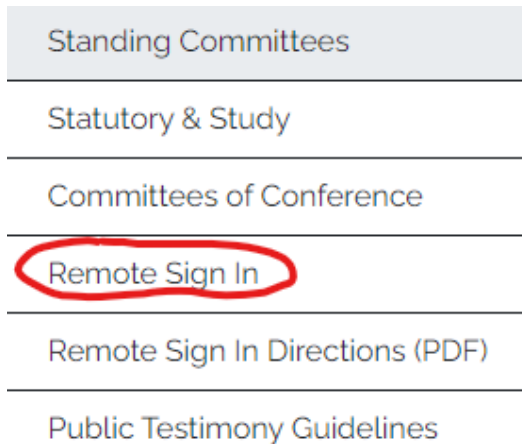 Standing Committees
Statutory & Study
Committees of Conference
Remote Sign In
Remote Sign In Directions (PDF)
Public Testimony Guidelines